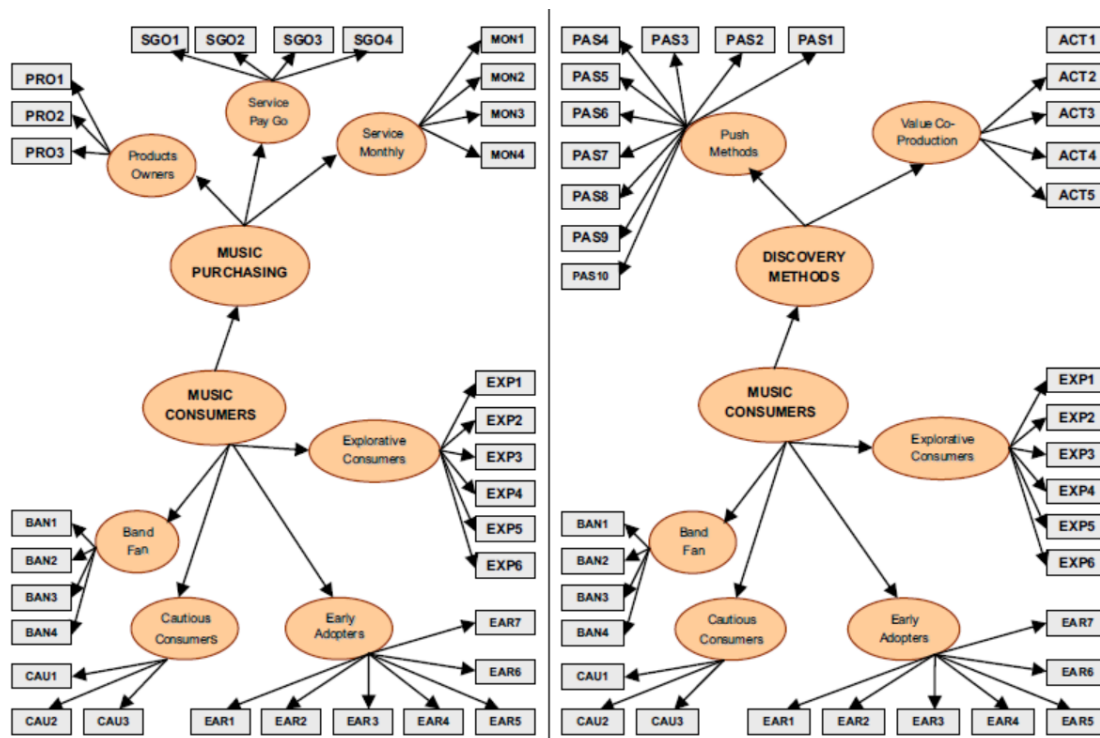 SGO1
SGO2
SGO3
SGO4
MON1
MON2
MON3
MON4
PRO1
PRO2
PRO3
Service
Pay Go
Service
Monthly
Products
Owners
MUSIC
PURCHASING
MUSIC
CONSUMERS
EXP1
EXP2
EXP3
EXP4
EXP5
EXP6
Explorative
Consumers
Band
Fan
BAN1
BAN2
BAN3
BAN4
Cautious
Consumers
Early
Adopters
CAU1
CAU2
CAU3
EAR7
EAR6
EAR1
EAR2
EAR3
EAR4
EAR5
PAS4
PAS3
PAS2
PAS1
PAS5
PAS6
PAS7
PAS8
PAS9
PAS10
ACT1
ACT2
ACT3
ACT4
ACT5
Push
Methods
Value Co-
Production
DISCOVERY
METHODS
MUSIC
CONSUMERS
EXP1
EXP2
EXP3
EXP4
EXP5
EXP6
Explorative
Consumers
Band
Fan
BAN1
BAN2
BAN3
BAN4
Cautious
Consumers
Early
Adopters
CAU1
CAU2
CAU3
EAR7
EAR6
EAR1
EAR2
EAR3
EAR4
EAR5